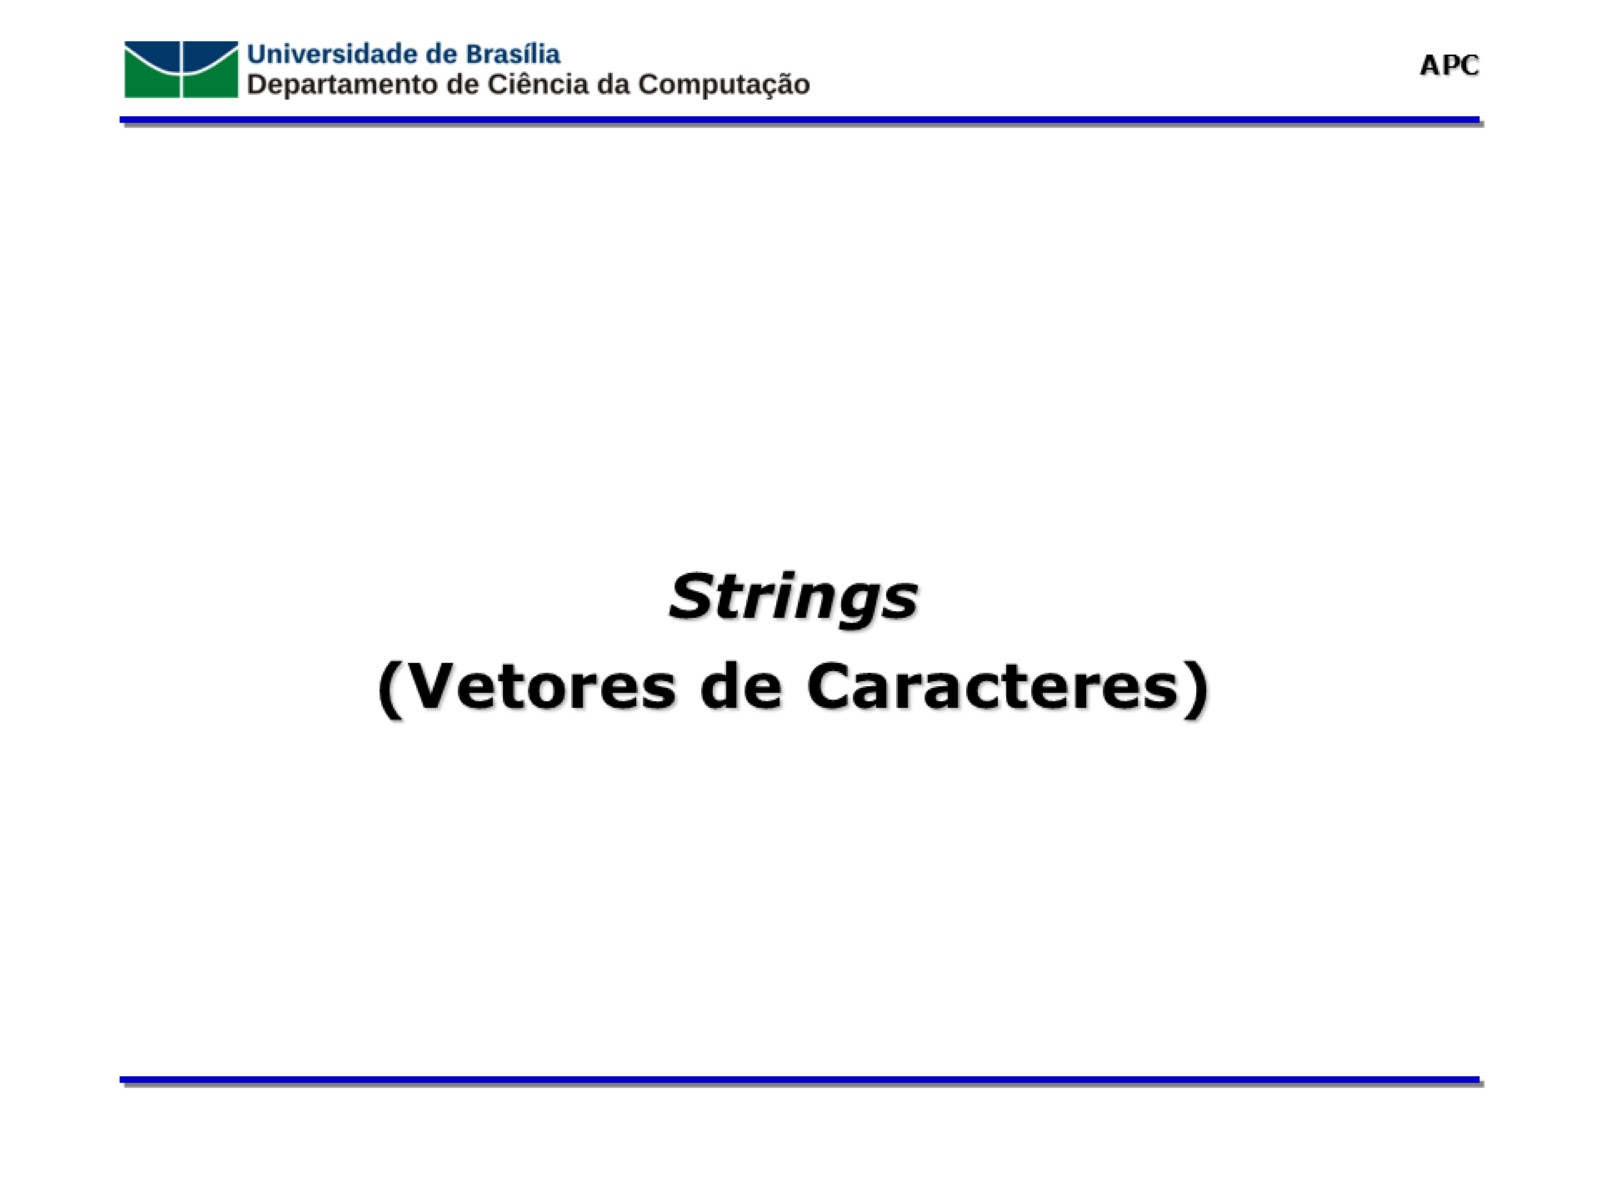 Universidade de Brasília
Departamento de Ciência da Computação
APC
Strings
(Vetores de Caracteres)